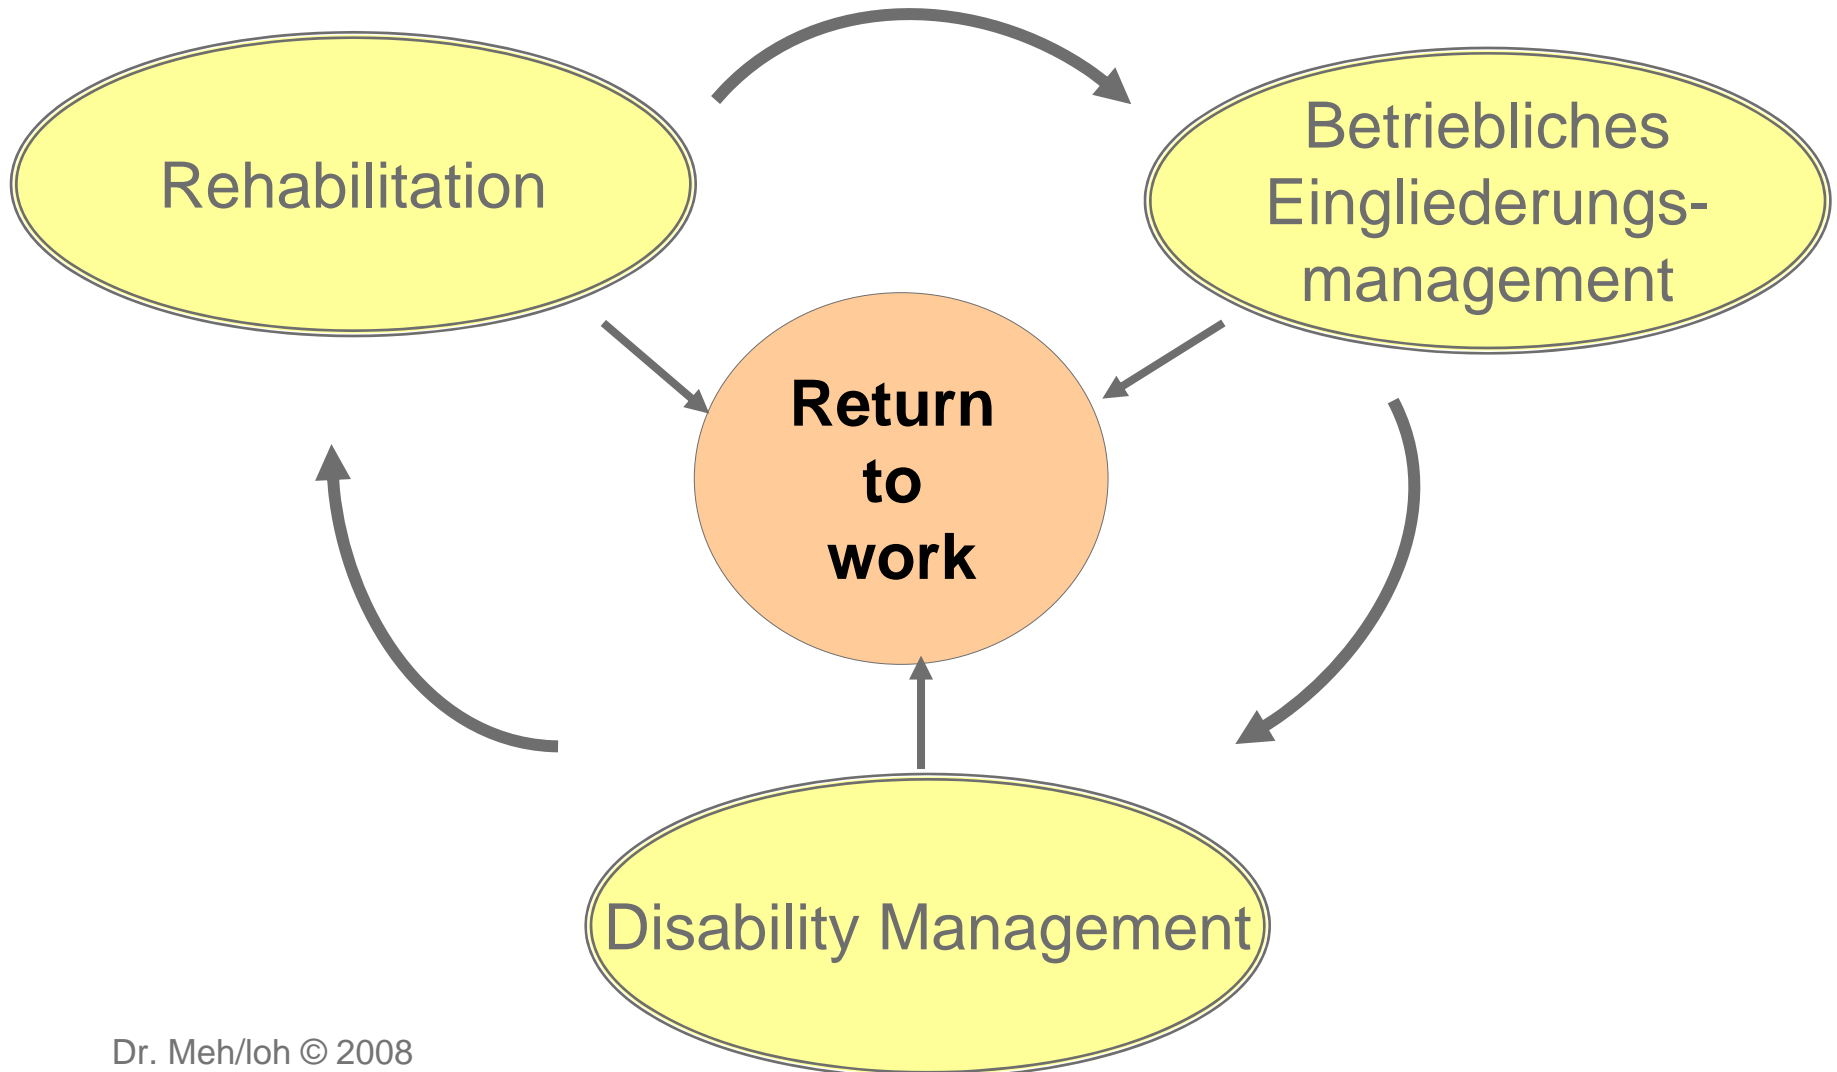 Rehabilitation
Betriebliches
Eingliederungs-
management
Return
to
work
Disability Management
Dr. Meh/loh © 2008